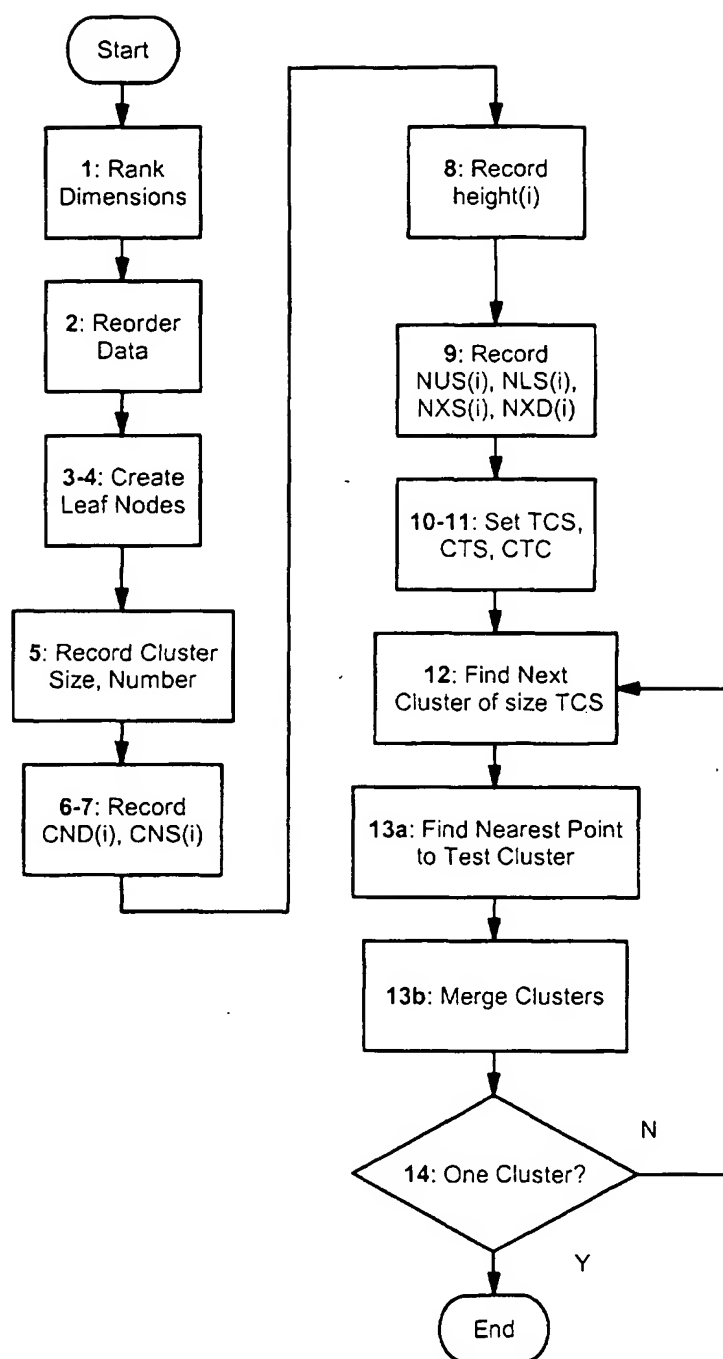 Start
1: Rank
Dimensions
2: Reorder
Data
3-4: Create
Leaf Nodes
5: Record Cluster
Size, Number
6-7: Record
CND(i), CNS(i)
8: Record
height(i)
9: Record
NUS(i), NLS(i),
NXS(i), NXD(i)
10-11: Set TCS,
CTS, CTC
12: Find Next
Cluster of size TCS
13a: Find Nearest Point
to Test Cluster
13b: Merge Clusters
14: One Cluster?
N
Y
End